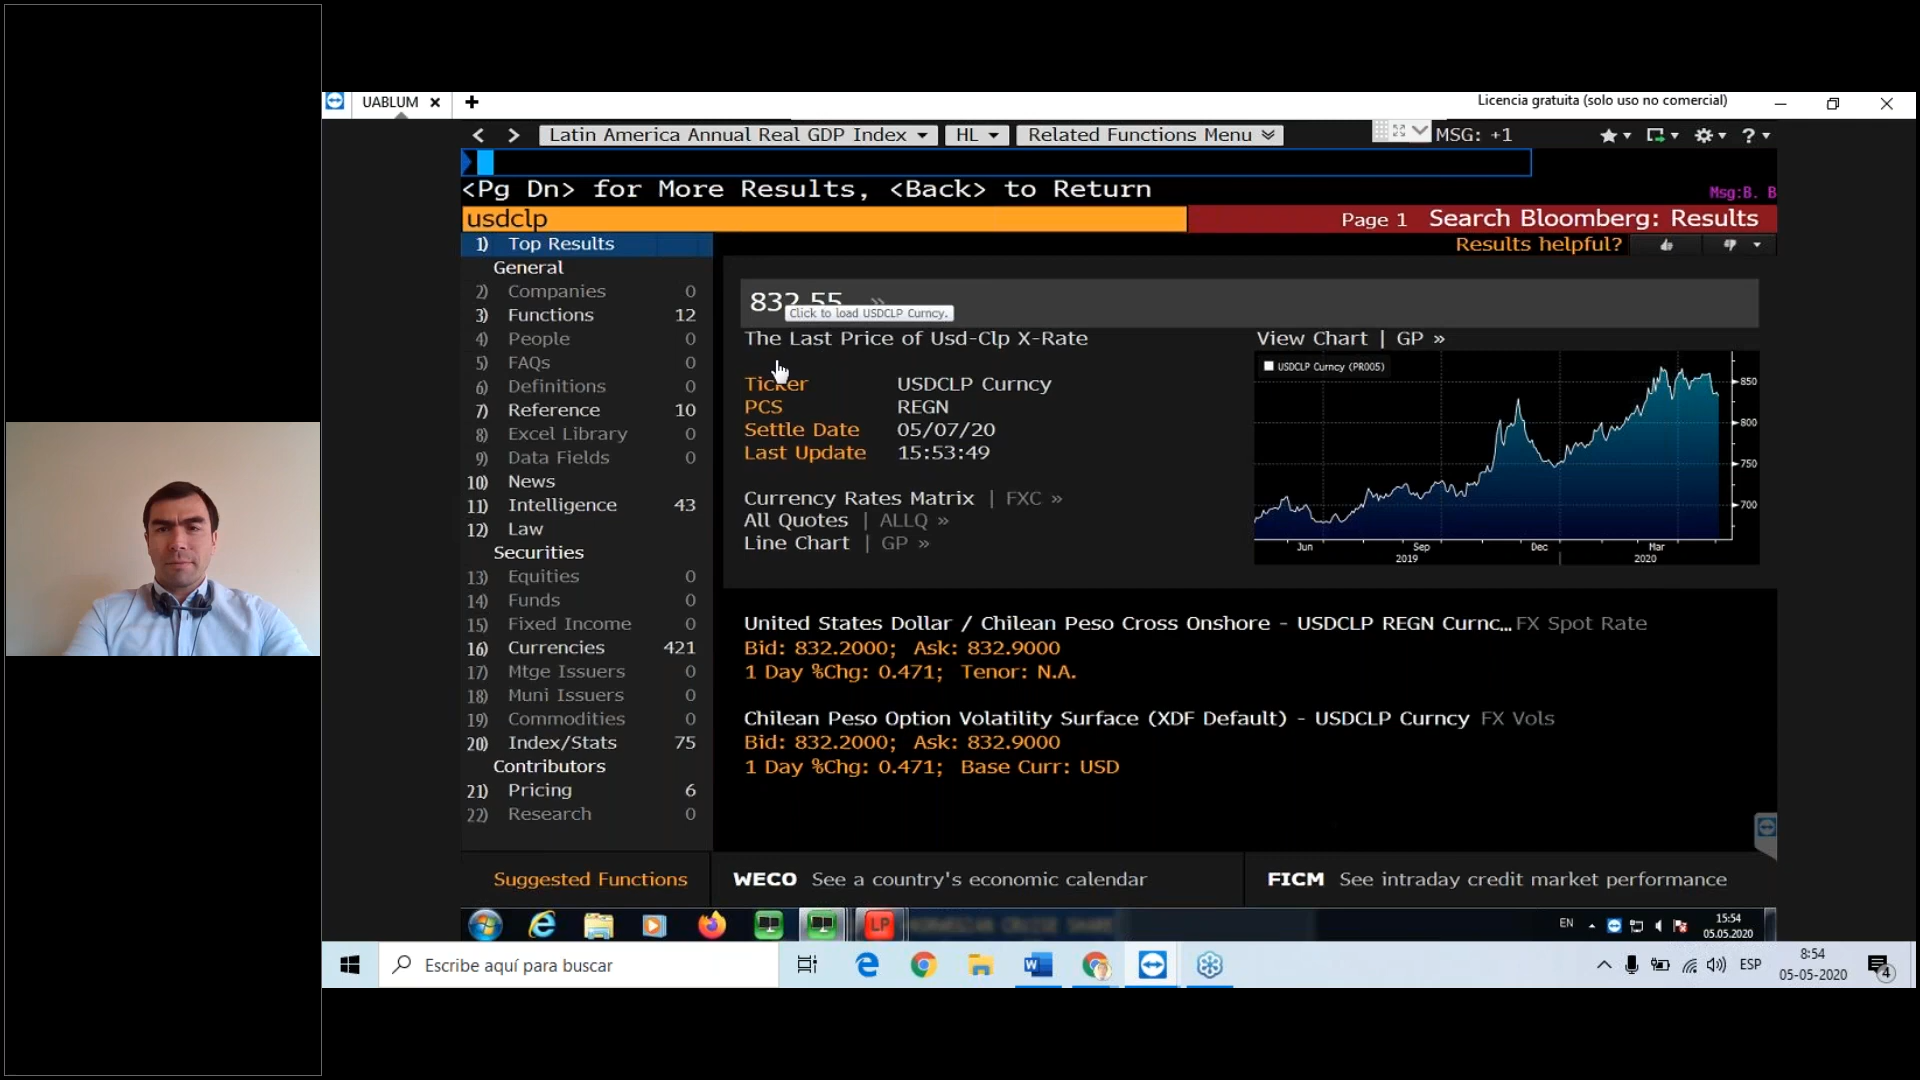 UABLUM
Licencia gratuita (solo uso no comercial)
Latin America Annual Real GDP Index HL Related Functions Menu MSG: +1
<Pg Dn> for More Results, <Back> to Return
Msg:B. B
usdclp
Page 1 Search Bloomberg: Results
Results helpful?
1) Top Results
General
2) Companies 0
3) Functions 12
4) People 0
5) FAQs 0
6) Definitions 0
7) Reference 10
8) Excel Library 0
9) Data Fields 0
10) News
11) Intelligence 43
12) Law
Securities
13) Equities 0
14) Funds 0
15) Fixed Income 0
16) Currencies 421
17) Mtge Issuers 0
18) Muni Issuers 0
19) Commodities 0
20) Index/Stats 75
Contributors
21) Pricing 6
22) Research 0
832.55 »
Click to load USDCLP Curncy.
The Last Price of Usd-Clp X-Rate
Ticker USDCLP Curncy
PCS REGN
Settle Date 05/07/20
Last Update 15:53:49
Currency Rates Matrix | FXC »
All Quotes | ALLQ »
Line Chart | GP »
View Chart | GP »
USDCLP Curncy (PR005)
850
800
750
700
Jun Sep Dec Mar
2019 2020
United States Dollar / Chilean Peso Cross Onshore - USDCLP REGN Curnc... FX Spot Rate
Bid: 832.2000; Ask: 832.9000
1 Day %Chg: 0.471; Tenor: N.A.
Chilean Peso Option Volatility Surface (XDF Default) - USDCLP Curncy FX Vols
Bid: 832.2000; Ask: 832.9000
1 Day %Chg: 0.471; Base Curr: USD
Suggested Functions WECO See a country's economic calendar FICM See intraday credit market performance
LP
EN
15:54
05.05.2020
Escribe aquí para buscar
ESP
8:54
05-05-2020
4